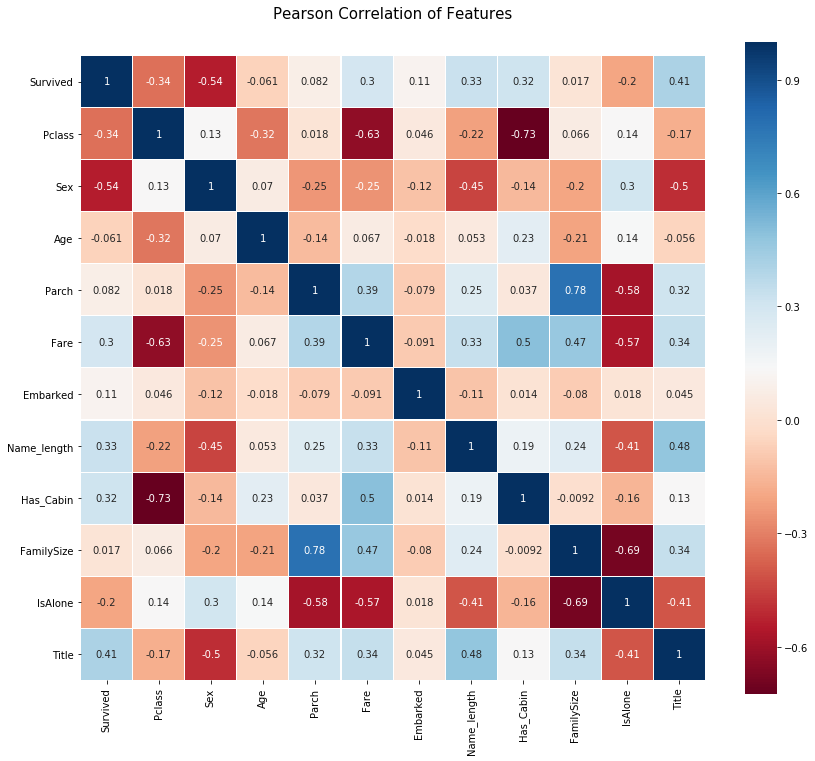 Pearson Correlation of Features
Survived 1 -0.34 -0.54 -0.061 0.082 0.3 0.11 0.33 0.32 0.017 -0.2 0.41
Pclass -0.34 1 0.13 -0.32 0.018 -0.63 0.046 -0.22 -0.73 0.066 0.14 -0.17
Sex -0.54 0.13 1 0.07 -0.25 -0.25 -0.12 -0.45 -0.14 -0.2 0.3 -0.5
Age -0.061 -0.32 0.07 1 -0.14 0.067 -0.018 0.053 0.23 -0.21 0.14 -0.056
Parch 0.082 0.018 -0.25 -0.14 1 0.39 -0.079 0.25 0.037 0.78 -0.58 0.32
Fare 0.3 -0.63 -0.25 0.067 0.39 1 -0.091 0.33 0.5 0.47 -0.57 0.34
Embarked 0.11 0.046 -0.12 -0.018 -0.079 -0.091 1 -0.11 0.014 -0.08 0.018 0.045
Name_length 0.33 -0.22 -0.45 0.053 0.25 0.33 -0.11 1 0.19 0.24 -0.41 0.48
Has_Cabin 0.32 -0.73 -0.14 0.23 0.037 0.5 0.014 0.19 1 -0.0092 -0.16 0.13
FamilySize 0.017 0.066 -0.2 -0.21 0.78 0.47 -0.08 0.24 -0.0092 1 -0.69 0.34
IsAlone -0.2 0.14 0.3 0.14 -0.58 -0.57 0.018 -0.41 -0.16 -0.69 1 -0.41
Title 0.41 -0.17 -0.5 -0.056 0.32 0.34 0.045 0.48 0.13 0.34 -0.41 1
Survived Pclass Sex Age Parch Fare Embarked Name_length Has_Cabin FamilySize IsAlone Title
0.9
0.6
0.3
0.0
-0.3
-0.6